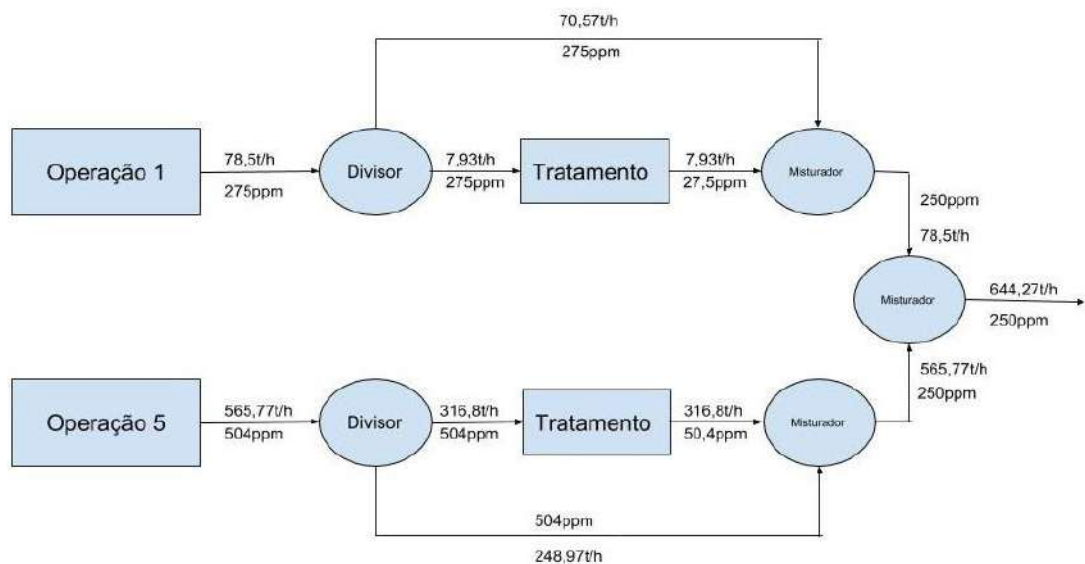 70,57t/h
275ppm
Operação 1
78,5t/h
275ppm
Divisor
7,93t/h
275ppm
Tratamento
7,93t/h
27,5ppm
Misturador
250ppm
78,5t/h
Misturador
644,27t/h
250ppm
565,77t/h
250ppm
Operação 5
565,77t/h
504ppm
Divisor
316,8t/h
504ppm
Tratamento
316,8t/h
50,4ppm
Misturador
504ppm
248,97t/h